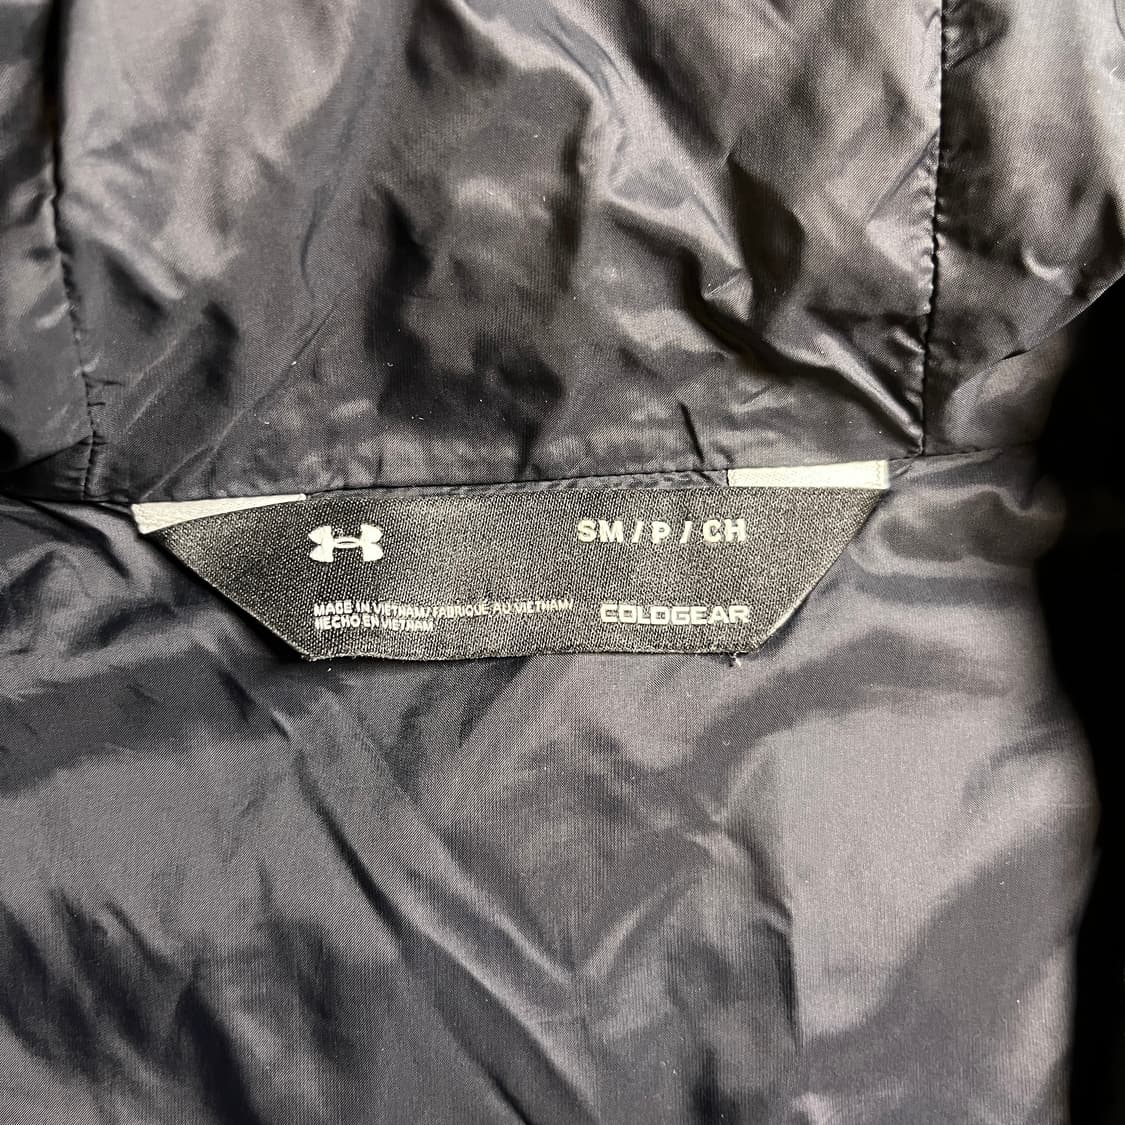 SM / P / CH
MADE IN VIETNAM / FABRIQUÉ AU VIETNAM /
HECHO EN VIETNAM
COLDGEAR